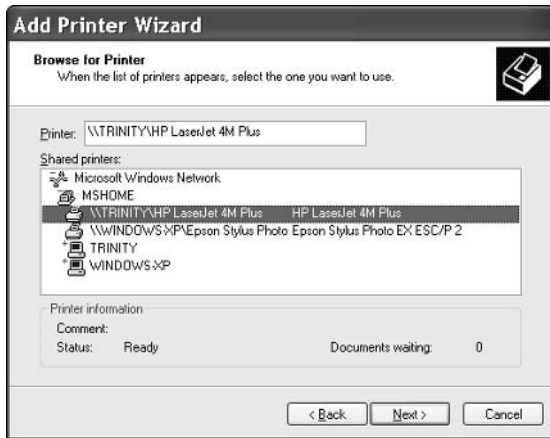 Add Printer Wizard
Browse for Printer
When the list of printers appears, select the one you want to use.
Printer: \\TRINITY\HP LaserJet 4M Plus
Shared printers:
Microsoft Windows Network
MSHOME
\\TRINITY\HP LaserJet 4M Plus HP LaserJet 4M Plus
\\WINDOWS-XP\Epson Stylus Photo Epson Stylus Photo EX ESC/P 2
TRINITY
WINDOWS-XP
Printer information
Comment:
Status: Ready Documents waiting: 0
< Back Next > Cancel